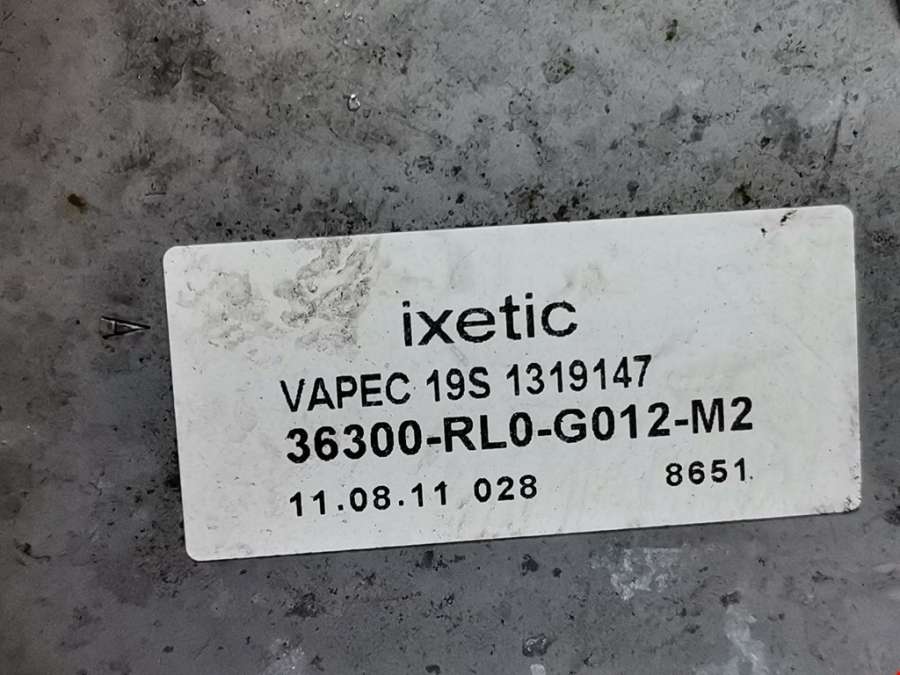 ixetic
VAPEC 19S 1319147
36300-RL0-G012-M2
11.08.11 028 8651